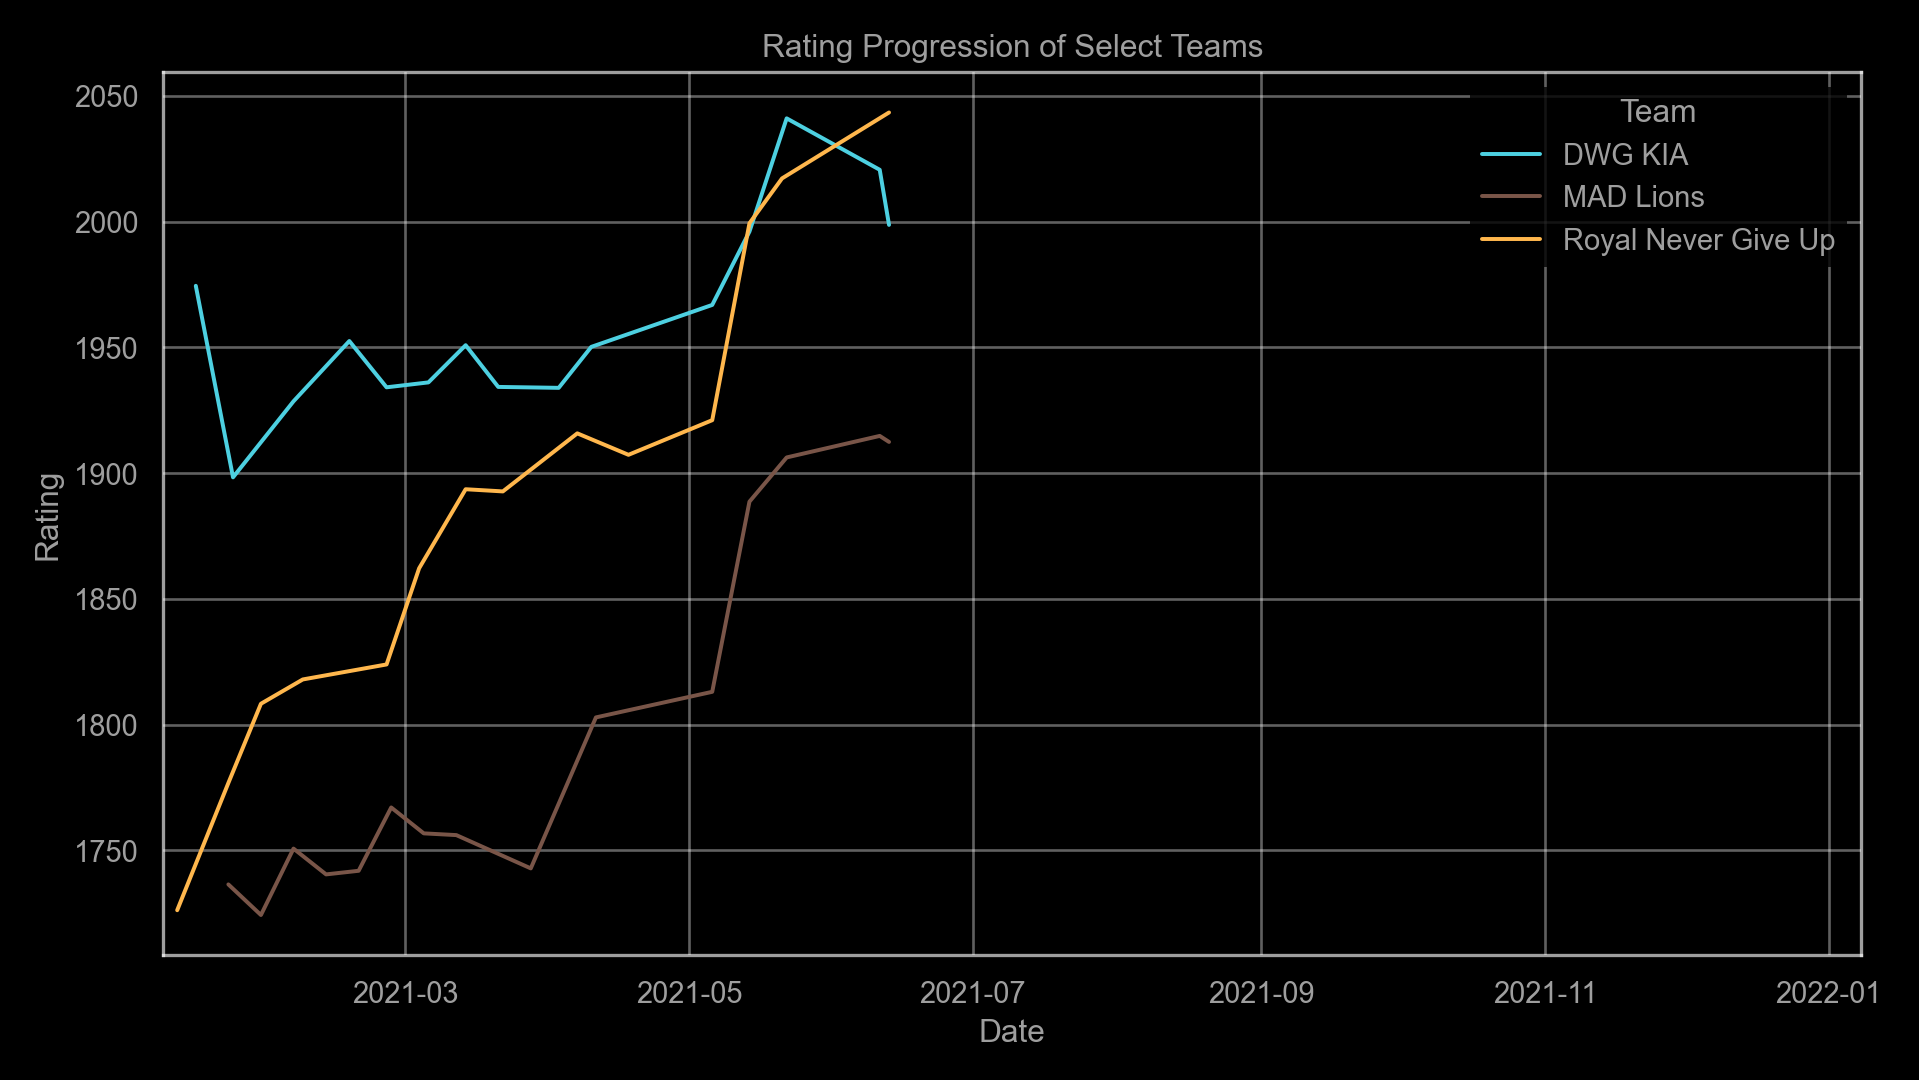 Rating Progression of Select Teams
2050
2000
1950
1900
1850
1800
1750
Rating
Team
DWG KIA
MAD Lions
Royal Never Give Up
2021-03
2021-05
2021-07
2021-09
2021-11
2022-01
Date